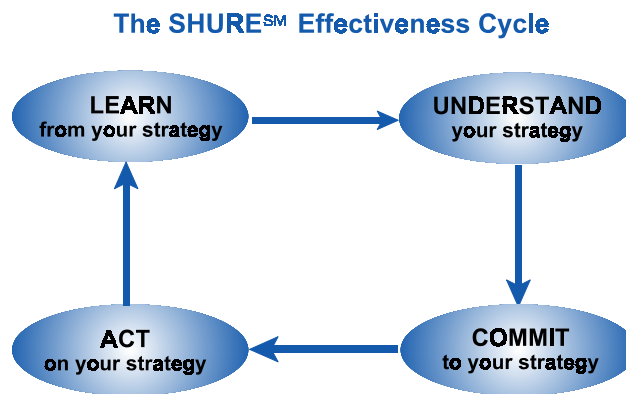 The SHURE℠ Effectiveness Cycle
LEARN
from your strategy
UNDERSTAND
your strategy
ACT
on your strategy
COMMIT
to your strategy